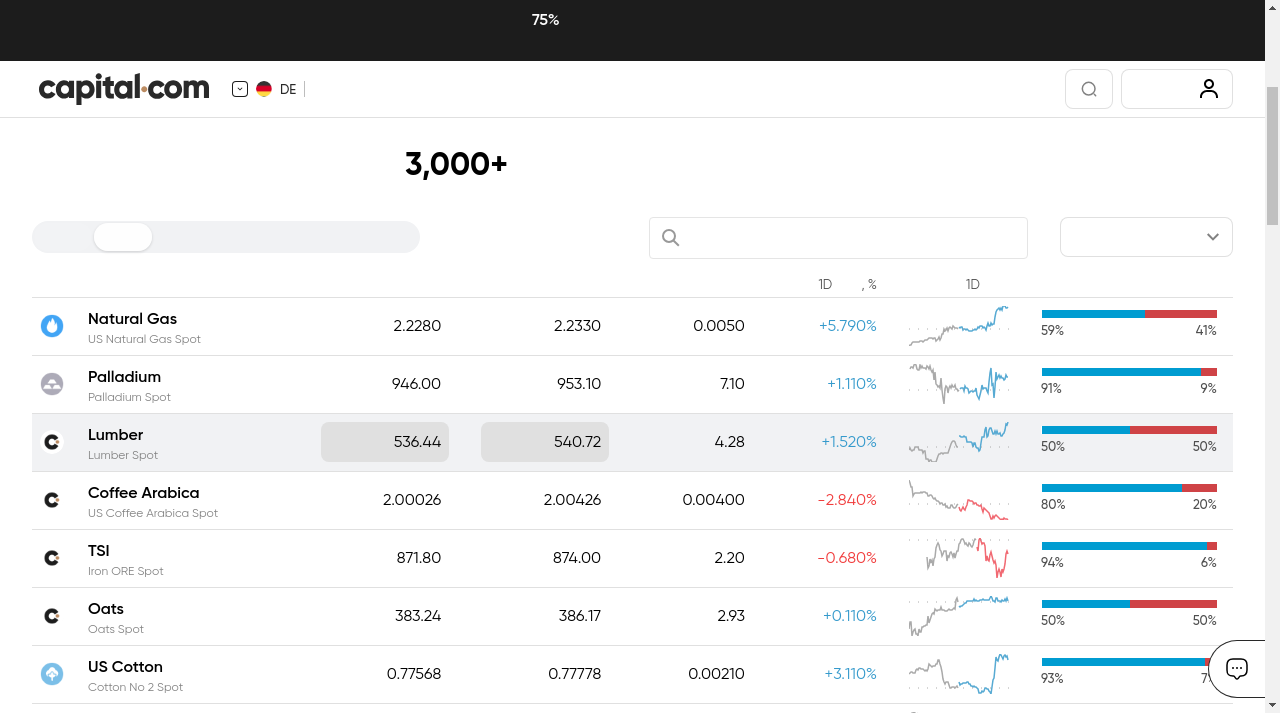 75%
capital.com
DE
3,000+
1D , % 1D
Natural Gas 2.2280 2.2330 0.0050 +5.790%
US Natural Gas Spot 59% 41%
Palladium 946.00 953.10 7.10 +1.110%
Palladium Spot 91% 9%
Lumber 536.44 540.72 4.28 +1.520%
Lumber Spot 50% 50%
Coffee Arabica 2.00026 2.00426 0.00400 -2.840%
US Coffee Arabica Spot 80% 20%
TSI 871.80 874.00 2.20 -0.680%
Iron ORE Spot 94% 6%
Oats 383.24 386.17 2.93 +0.110%
Oats Spot 50% 50%
US Cotton 0.77568 0.77778 0.00210 +3.110%
Cotton No 2 Spot 93%